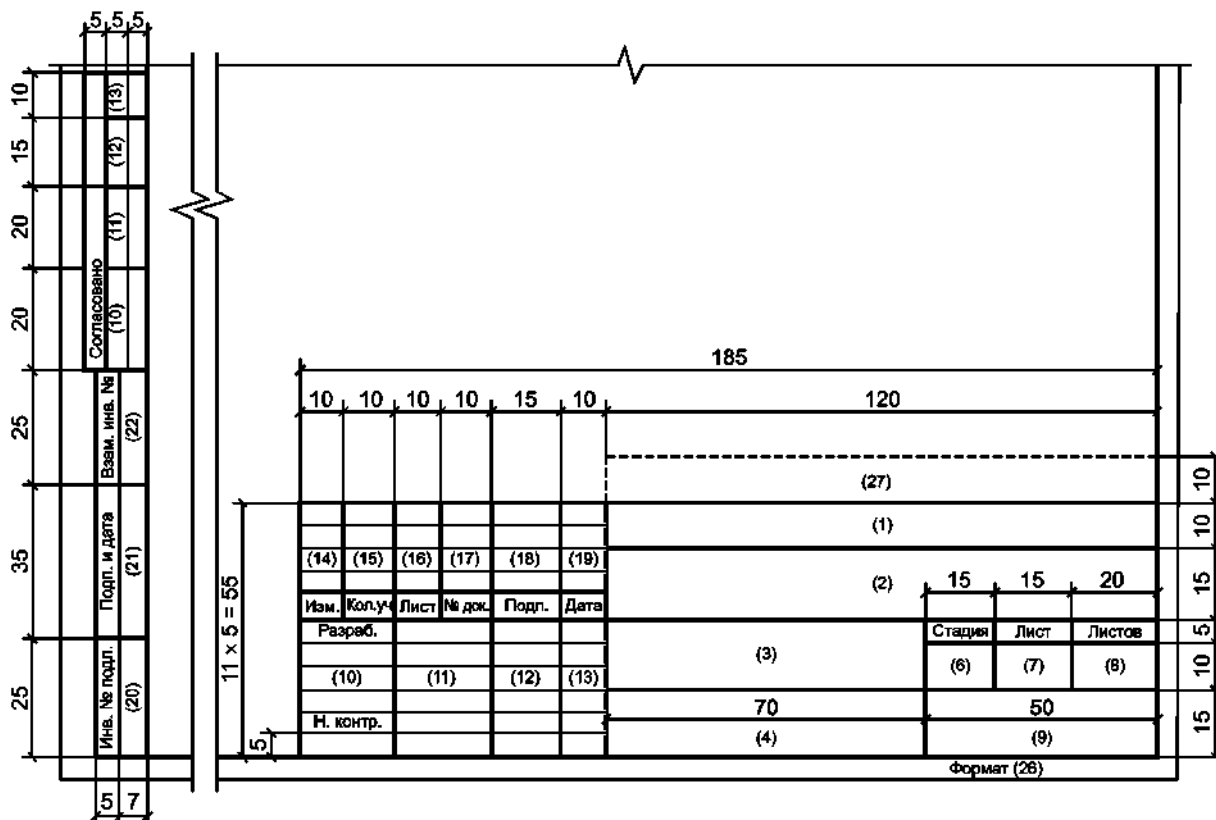 5 5 5
10
(13)
15
(12)
20
(11)
Согласовано
20
(10)
185
25
Взам. инв. №
(22)
10 10 10 10 15 10 120
(27)
10
(1)
10
35
Подп. и дата
(21)
(14) (15) (16) (17) (18) (19)
(2)
15 15 20
15
Изм. Кол.уч Лист № док. Подп. Дата
11 × 5 = 55
Разраб.
Стадия Лист Листов
5
(3)
(6) (7) (8)
10
25
Инв. № подл.
(20)
(10) (11) (12) (13)
70 50
Н. контр.
15
5
(4) (9)
Формат (26)
5 7